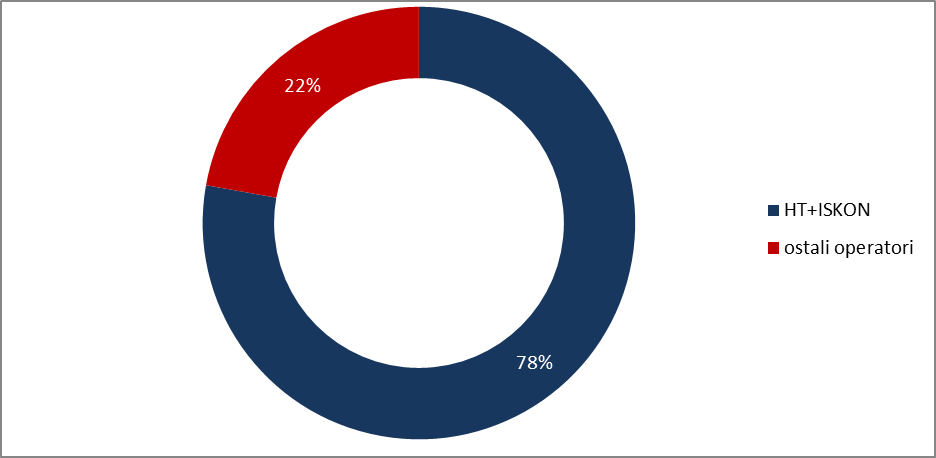 22%
HT+ISKON
ostali operatori
78%